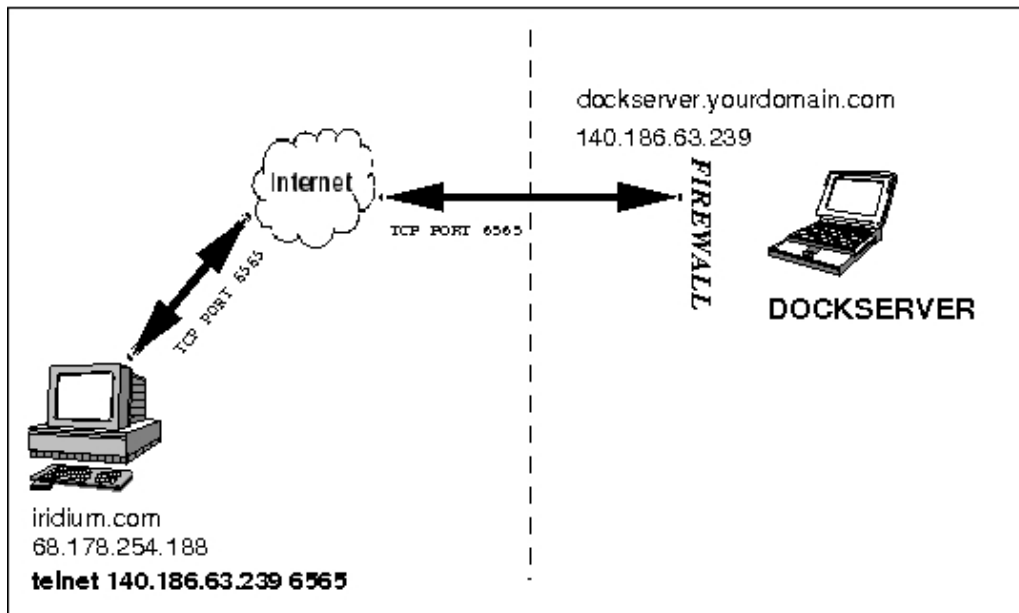 dockserver.yourdomain.com
140.186.63.239
Internet
TCP PORT 6565
FIREWALL
DOCKSERVER
TCP PORT 6565
iridium.com
68.178.254.188
telnet 140.186.63.239 6565